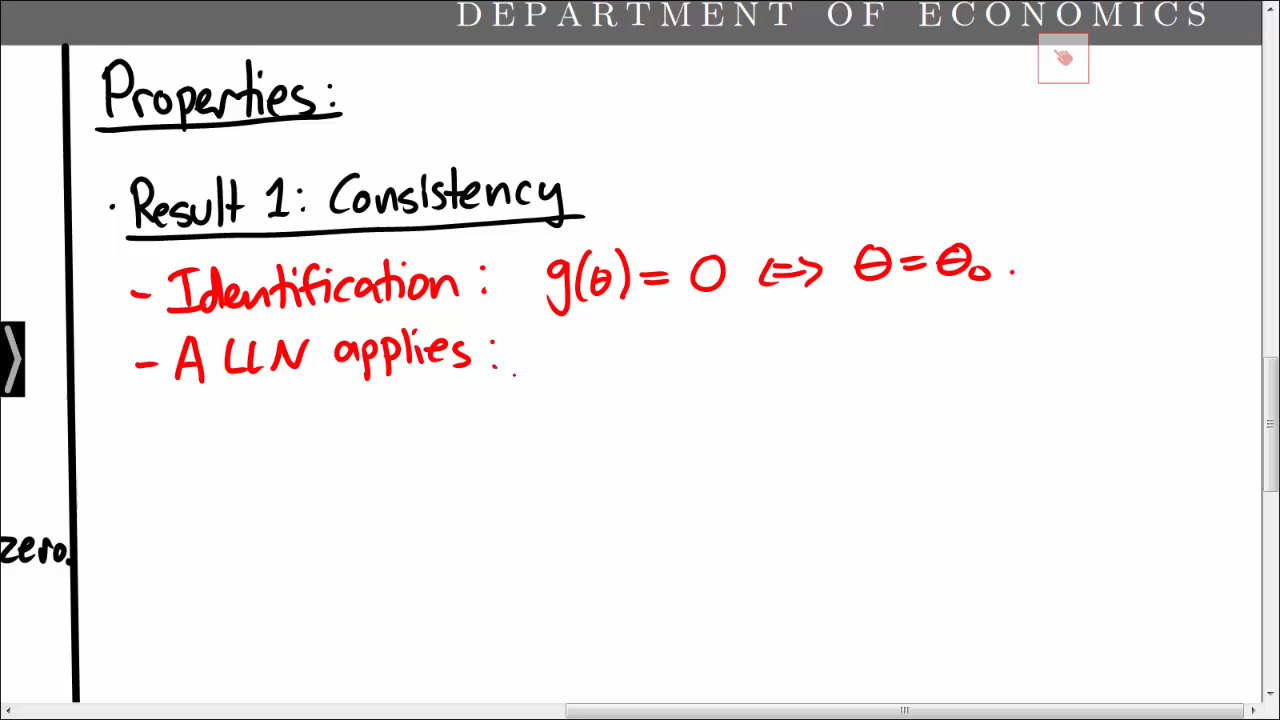 DEPARTMENT OF ECONOMICS
Properties:
· Result 1: Consistency
- Identification: g(θ) = 0 ⇔ θ = θ₀.
- A LLN applies:
zero.